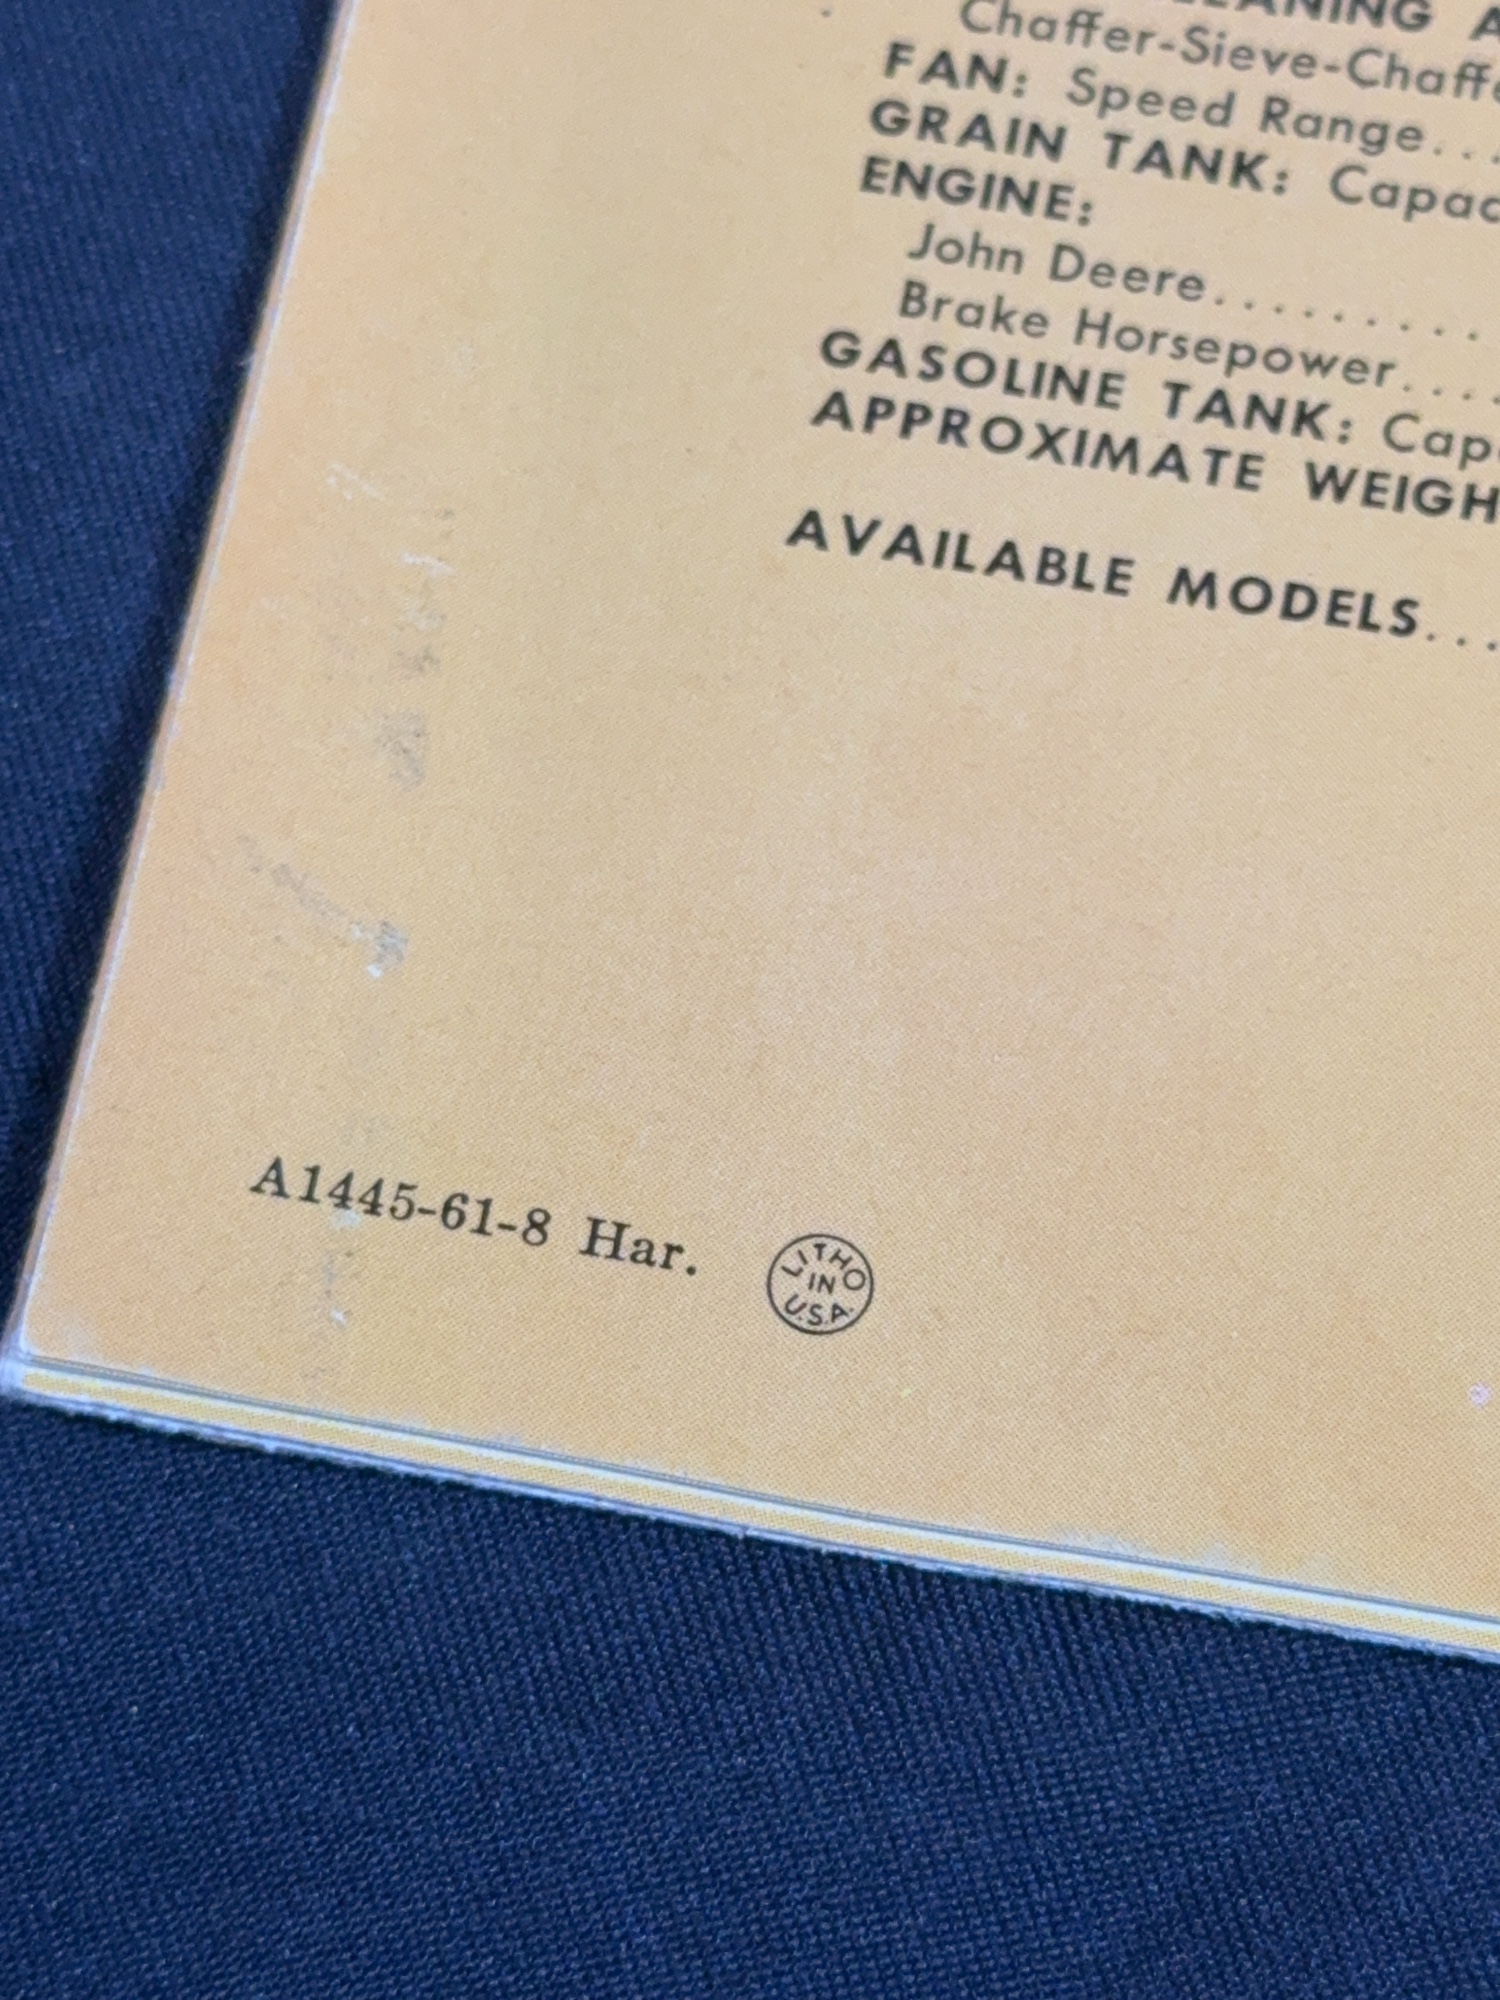 Chaffer-Sieve-Chaffe
FAN: Speed Range...
GRAIN TANK: Capac
ENGINE:
John Deere.........
Brake Horsepower....
GASOLINE TANK: Cap
APPROXIMATE WEIGH
AVAILABLE MODELS...
A1445-61-8 Har.
LITHO
IN
U.S.A.